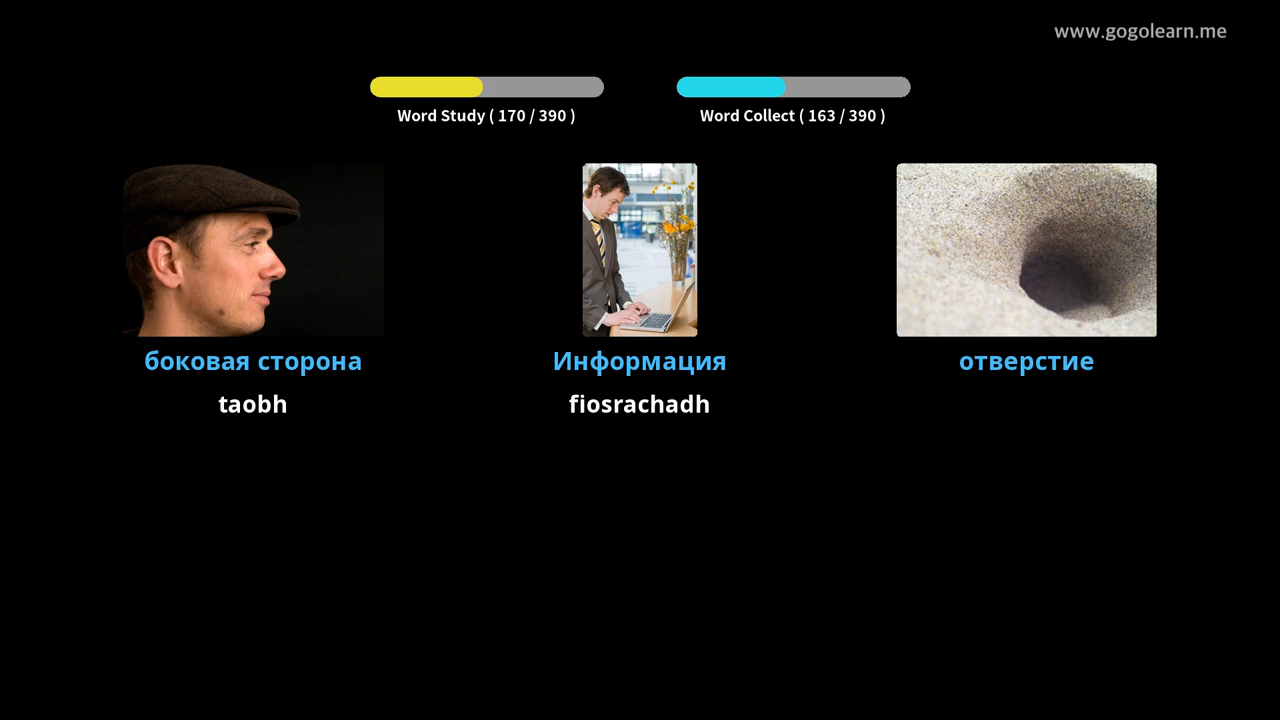 www.gogolearn.me
Word Study ( 170 / 390 )
Word Collect ( 163 / 390 )
боковая сторона
Информация
отверстие
taobh
fiosrachadh